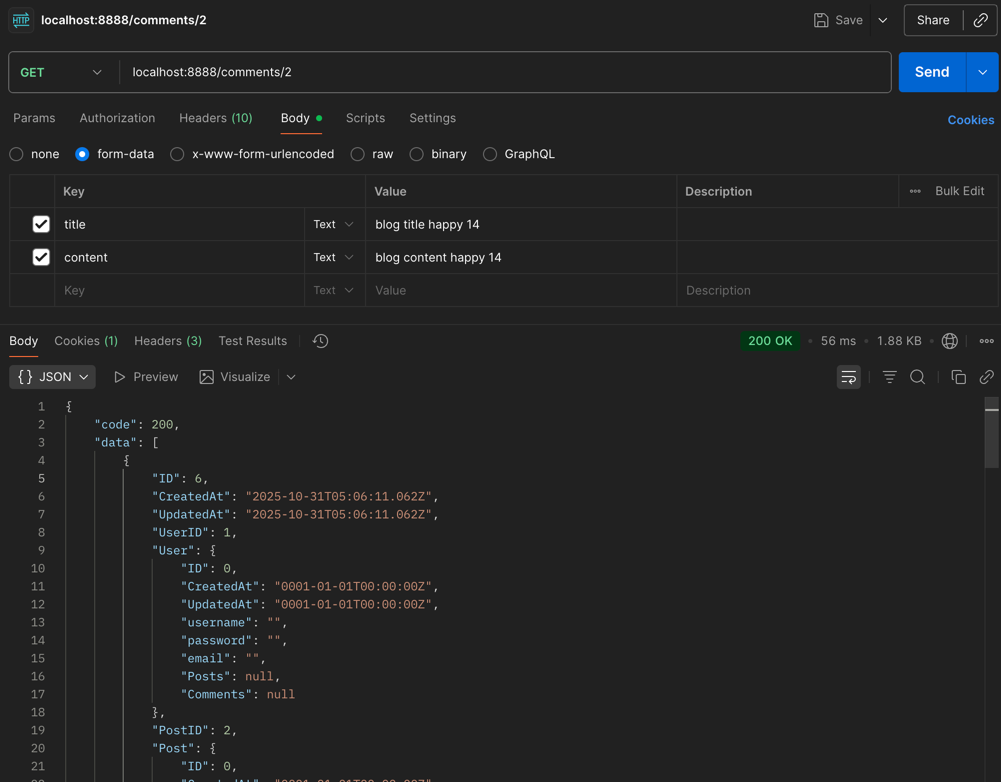 HTTP localhost:8888/comments/2 Save Share
GET localhost:8888/comments/2 Send
Params Authorization Headers (10) Body Scripts Settings Cookies
none form-data x-www-form-urlencoded raw binary GraphQL
Key Value Description Bulk Edit
title Text blog title happy 14
content Text blog content happy 14
Key Text Value Description
Body Cookies (1) Headers (3) Test Results 200 OK 56 ms 1.88 KB
{} JSON Preview Visualize
1 {
2 "code": 200,
3 "data": [
4 {
5 "ID": 6,
6 "CreatedAt": "2025-10-31T05:06:11.062Z",
7 "UpdatedAt": "2025-10-31T05:06:11.062Z",
8 "UserID": 1,
9 "User": {
10 "ID": 0,
11 "CreatedAt": "0001-01-01T00:00:00Z",
12 "UpdatedAt": "0001-01-01T00:00:00Z",
13 "username": "",
14 "password": "",
15 "email": "",
16 "Posts": null,
17 "Comments": null
18 },
19 "PostID": 2,
20 "Post": {
21 "ID": 0,